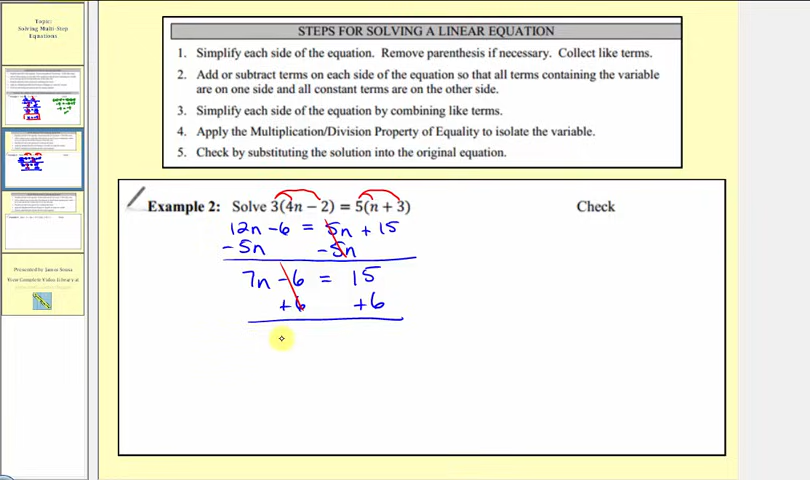 Topic:
Solving Multi-Step
Equations
STEPS FOR SOLVING A LINEAR EQUATION
1. Simplify each side of the equation. Remove parenthesis if necessary. Collect like terms.
2. Add or subtract terms on each side of the equation so that all terms containing the variable
are on one side and all constant terms are on the other side.
3. Simplify each side of the equation by combining like terms.
4. Apply the Multiplication/Division Property of Equality to isolate the variable.
5. Check by substituting the solution into the original equation.
Example 2: Solve 3(4n − 2) = 5(n + 3)
Check
12n -6 = 5n + 15
-5n -5n
7n -6 = 15
+6 +6
Presented by James Sousa